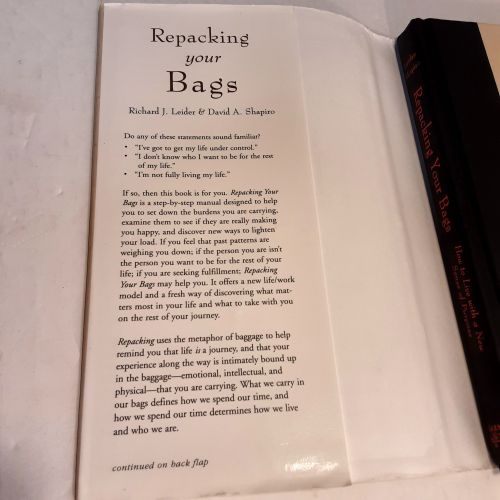 Repacking
your
Bags
Richard J. Leider & David A. Shapiro
Do any of these statements sound familiar?
• "I've got to get my life under control."
• "I don't know who I want to be for the rest
of my life."
• "I'm not fully living my life."
If so, then this book is for you. Repacking Your
Bags is a step-by-step manual designed to help
you to set down the burdens you are carrying,
examine them to see if they are really making
you happy, and discover new ways to lighten
your load. If you feel that past patterns are
weighing you down; if the person you are isn't
the person you want to be for the rest of your
life; if you are seeking fulfillment; Repacking
Your Bags may help you. It offers a new life/work
model and a fresh way of discovering what mat-
ters most in your life and what to take with you
on the rest of your journey.
Repacking uses the metaphor of baggage to help
remind you that life is a journey, and that your
experience along the way is intimately bound up
in the baggage—emotional, intellectual, and
physical—that you are carrying. What we carry in
our bags defines how we spend our time, and
how we spend our time determines how we live
and who we are.
continued on back flap
Repacking Your Bags
How to Live with a New
Sense of Purpose